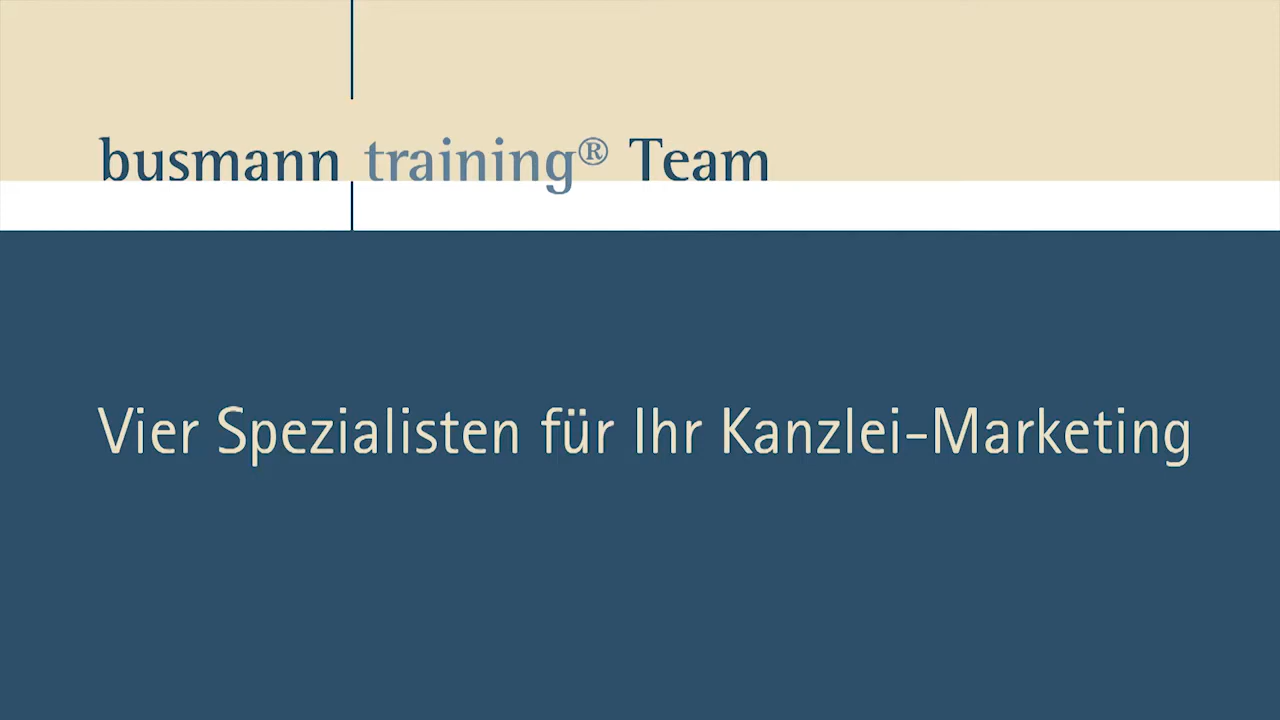 busmann training® Team
Vier Spezialisten für Ihr Kanzlei-Marketing